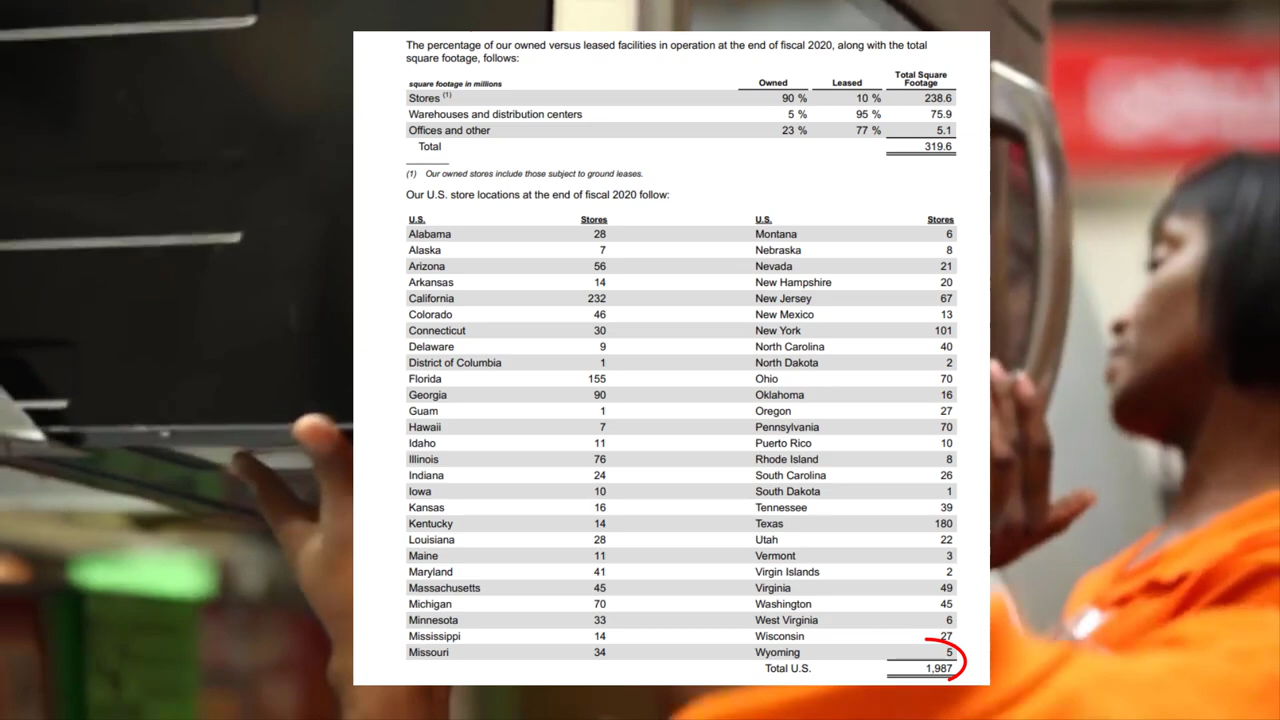 The percentage of our owned versus leased facilities in operation at the end of fiscal 2020, along with the total
square footage, follows:
square footage in millions Owned Leased Total Square Footage
Stores (1) 90 % 10 % 238.6
Warehouses and distribution centers 5 % 95 % 75.9
Offices and other 23 % 77 % 5.1
Total 319.6
(1) Our owned stores include those subject to ground leases.
Our U.S. store locations at the end of fiscal 2020 follow:
U.S. Stores U.S. Stores
Alabama 28 Montana 6
Alaska 7 Nebraska 8
Arizona 56 Nevada 21
Arkansas 14 New Hampshire 20
California 232 New Jersey 67
Colorado 46 New Mexico 13
Connecticut 30 New York 101
Delaware 9 North Carolina 40
District of Columbia 1 North Dakota 2
Florida 155 Ohio 70
Georgia 90 Oklahoma 16
Guam 1 Oregon 27
Hawaii 7 Pennsylvania 70
Idaho 11 Puerto Rico 10
Illinois 76 Rhode Island 8
Indiana 24 South Carolina 26
Iowa 10 South Dakota 1
Kansas 16 Tennessee 39
Kentucky 14 Texas 180
Louisiana 28 Utah 22
Maine 11 Vermont 3
Maryland 41 Virgin Islands 2
Massachusetts 45 Virginia 49
Michigan 70 Washington 45
Minnesota 33 West Virginia 6
Mississippi 14 Wisconsin 27
Missouri 34 Wyoming 5
Total U.S. 1,987